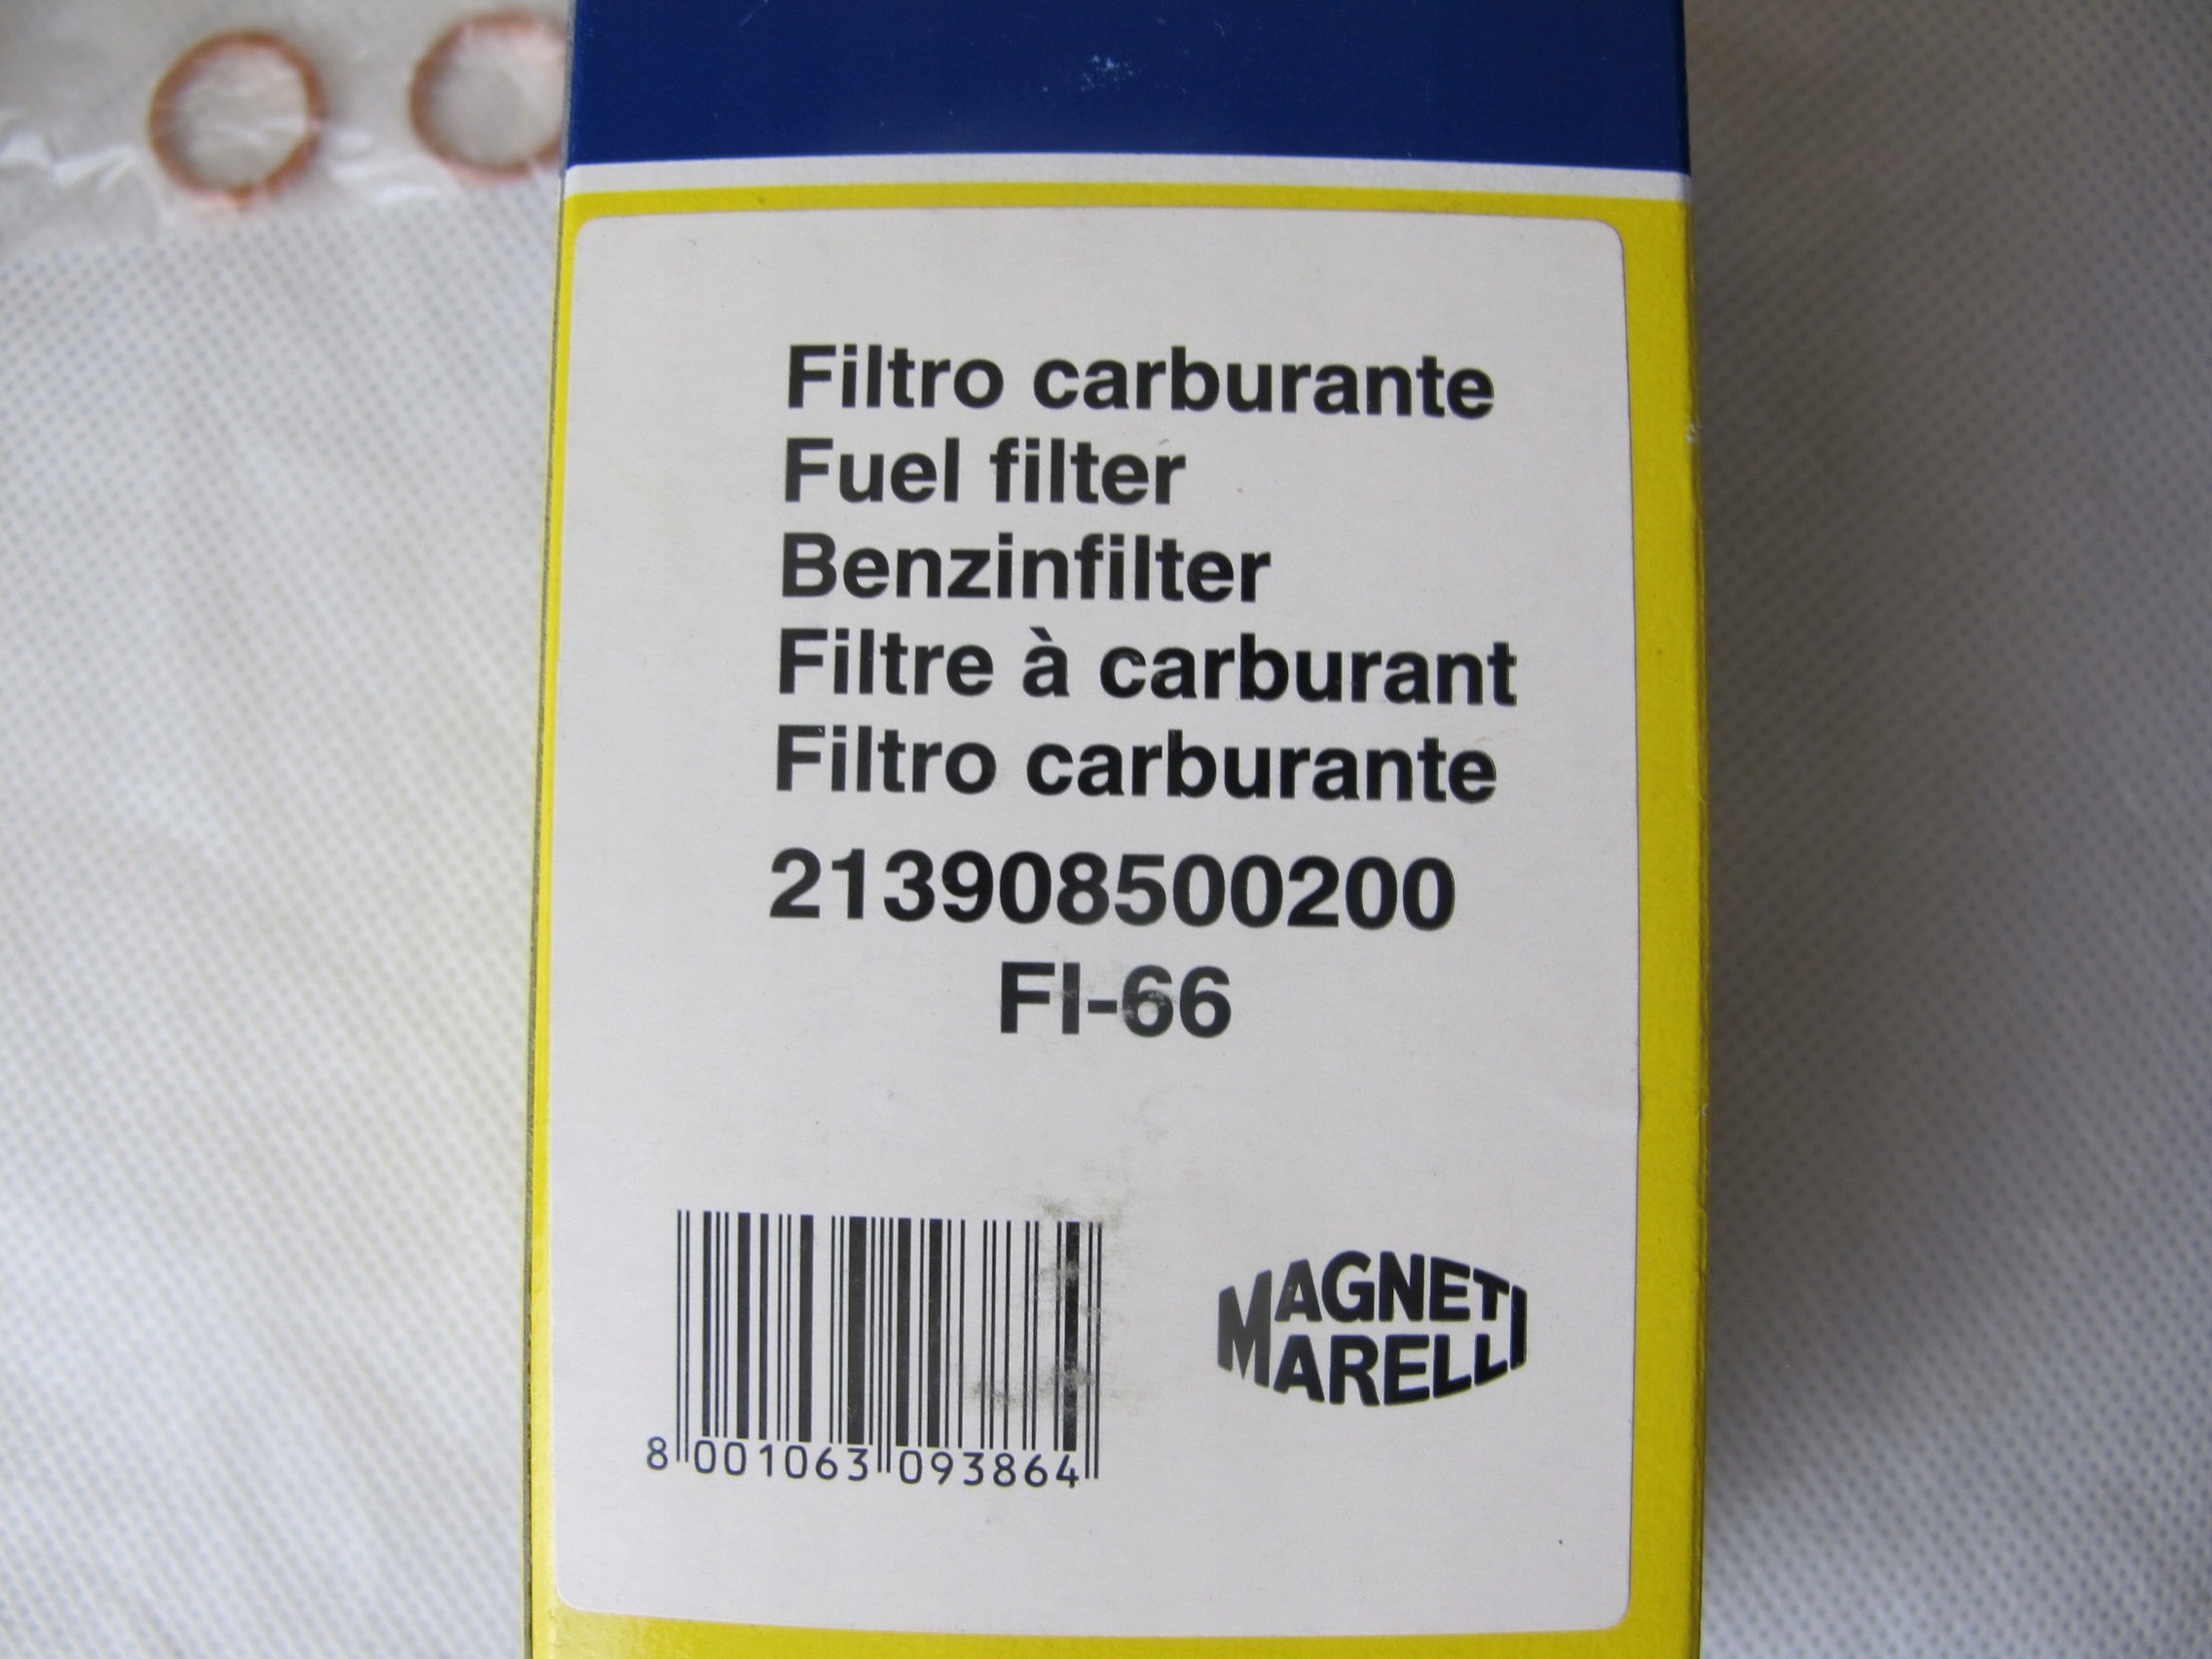 Filtro carburante
Fuel filter
Benzinfilter
Filtre à carburant
Filtro carburante
213908500200
FI-66
8 001063 093864
MAGNETI
MARELLI